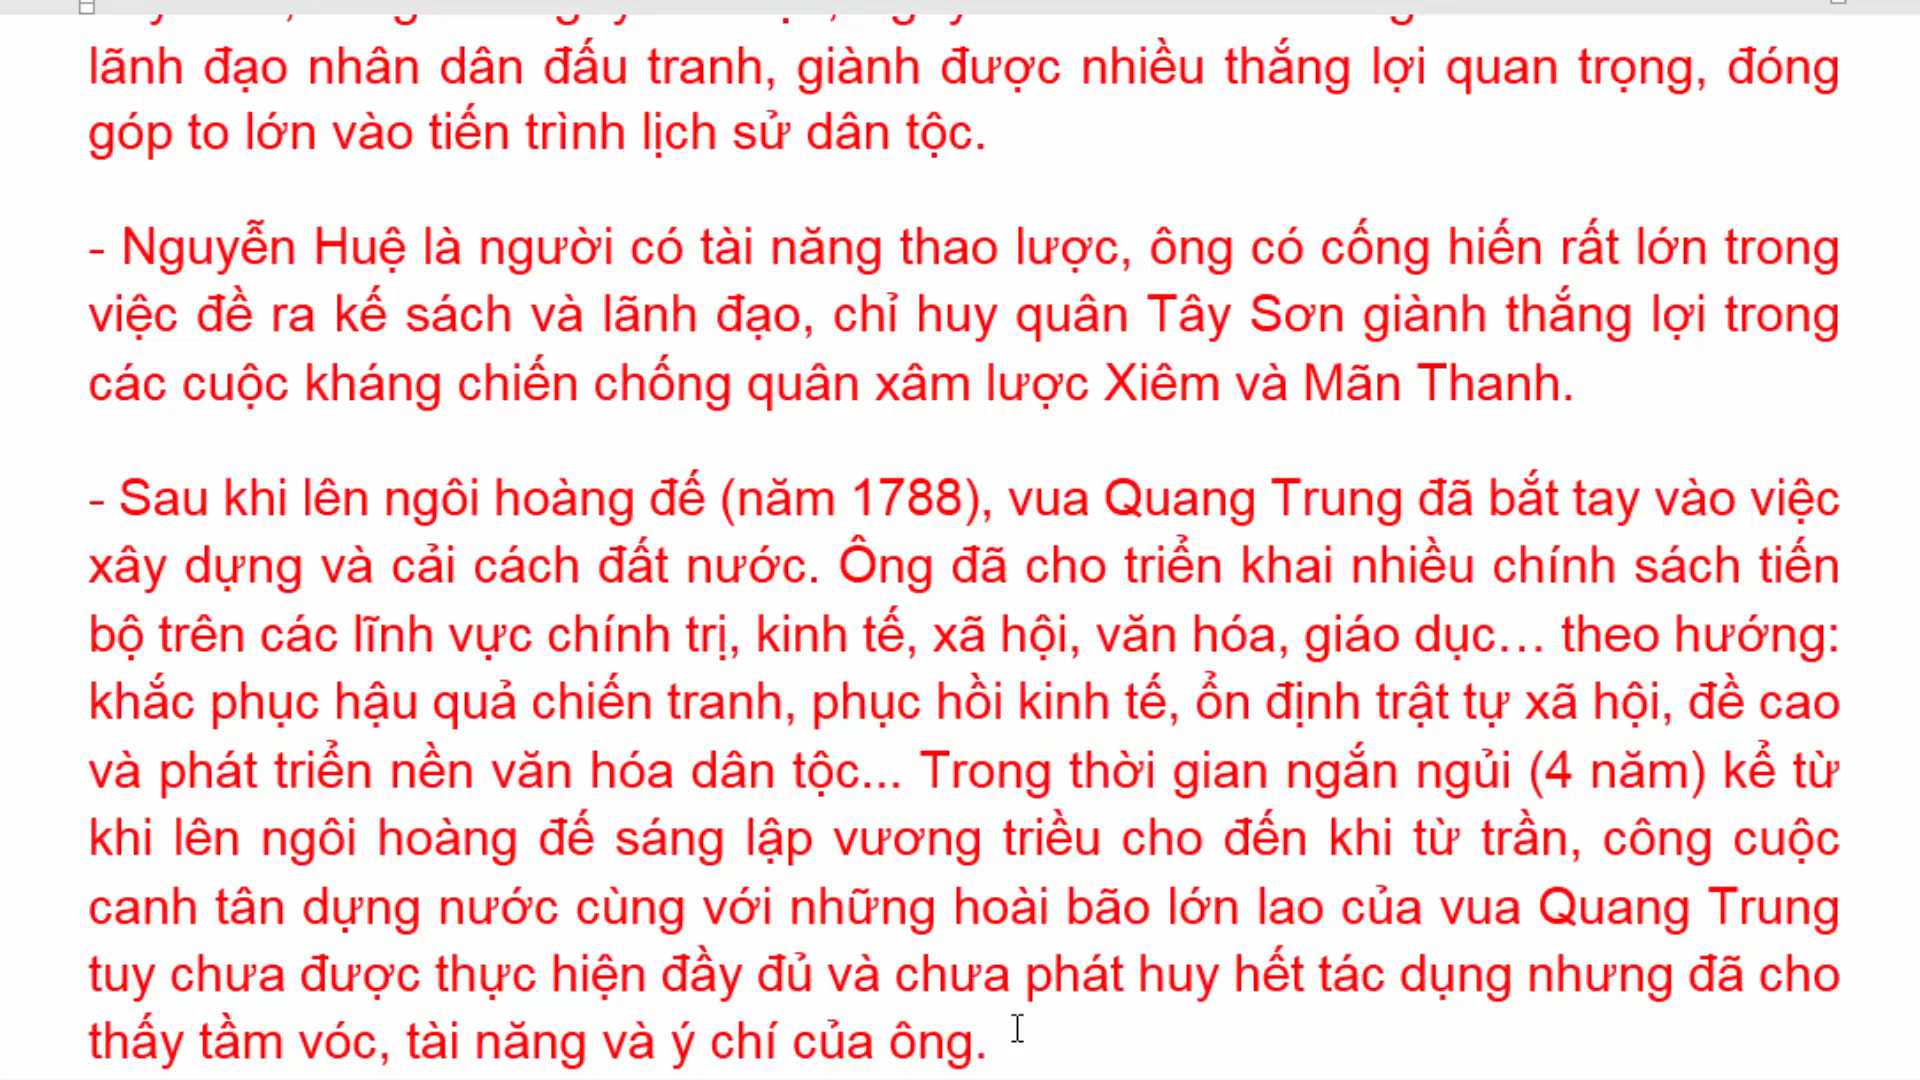 lãnh đạo nhân dân đấu tranh, giành được nhiều thắng lợi quan trọng, đóng
góp to lớn vào tiến trình lịch sử dân tộc.
- Nguyễn Huệ là người có tài năng thao lược, ông có cống hiến rất lớn trong
việc đề ra kế sách và lãnh đạo, chỉ huy quân Tây Sơn giành thắng lợi trong
các cuộc kháng chiến chống quân xâm lược Xiêm và Mãn Thanh.
- Sau khi lên ngôi hoàng đế (năm 1788), vua Quang Trung đã bắt tay vào việc
xây dựng và cải cách đất nước. Ông đã cho triển khai nhiều chính sách tiến
bộ trên các lĩnh vực chính trị, kinh tế, xã hội, văn hóa, giáo dục… theo hướng:
khắc phục hậu quả chiến tranh, phục hồi kinh tế, ổn định trật tự xã hội, đề cao
và phát triển nền văn hóa dân tộc... Trong thời gian ngắn ngủi (4 năm) kể từ
khi lên ngôi hoàng đế sáng lập vương triều cho đến khi từ trần, công cuộc
canh tân dựng nước cùng với những hoài bão lớn lao của vua Quang Trung
tuy chưa được thực hiện đầy đủ và chưa phát huy hết tác dụng nhưng đã cho
thấy tầm vóc, tài năng và ý chí của ông.